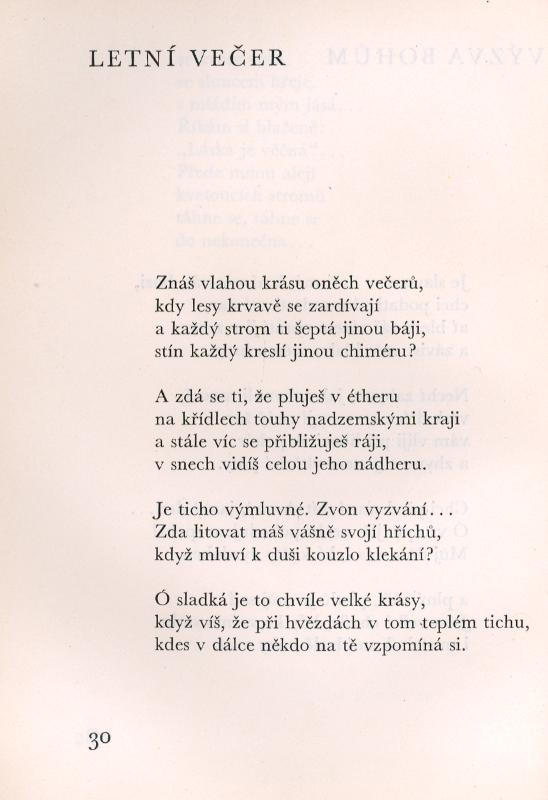 LETNÍ VEČER
Znáš vlahou krásu oněch večerů,
kdy lesy krvavě se zardívají
a každý strom ti šeptá jinou báji,
stín každý kreslí jinou chiméru?
A zdá se ti, že pluješ v étheru
na křídlech touhy nadzemskými kraji
a stále víc se přibližuješ ráji,
v snech vidíš celou jeho nádheru.
Je ticho výmluvné. Zvon vyzvání...
Zda litovat máš vášně svojí hříchů,
když mluví k duši kouzlo klekání?
Ó sladká je to chvíle velké krásy,
když víš, že při hvězdách v tom teplém tichu,
kdes v dálce někdo na tě vzpomíná si.
30